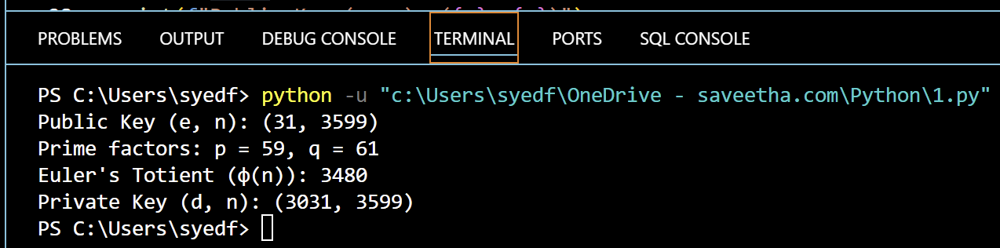 PROBLEMS OUTPUT DEBUG CONSOLE TERMINAL PORTS SQL CONSOLE
PS C:\Users\syedf> python -u "c:\Users\syedf\OneDrive - saveetha.com\Python\1.py"
Public Key (e, n): (31, 3599)
Prime factors: p = 59, q = 61
Euler's Totient (ϕ(n)): 3480
Private Key (d, n): (3031, 3599)
PS C:\Users\syedf>